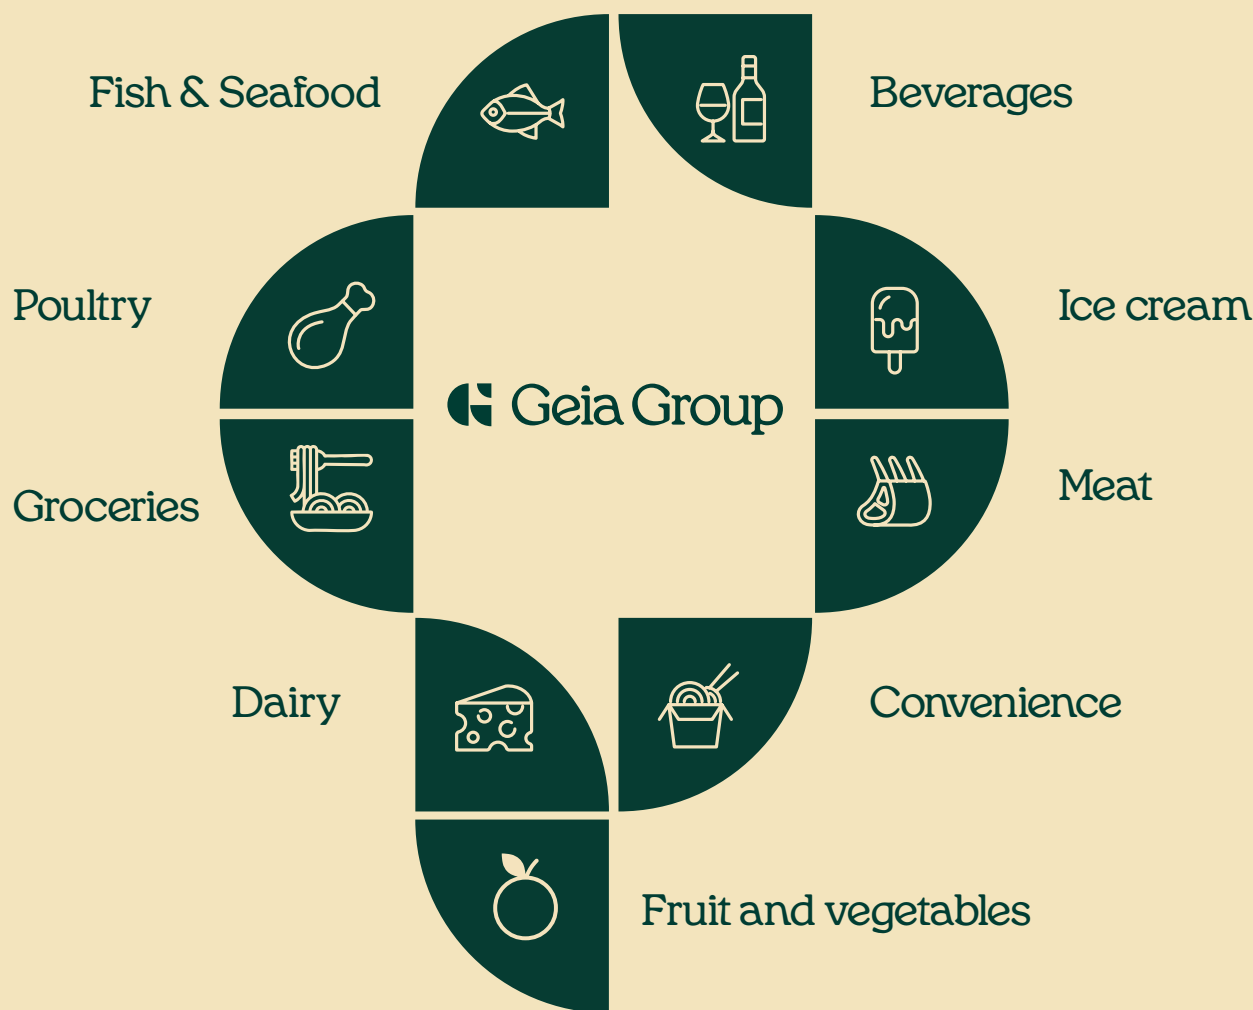 Fish & Seafood
Beverages
Poultry
Ice cream
Geia Group
Groceries
Meat
Dairy
Convenience
Fruit and vegetables